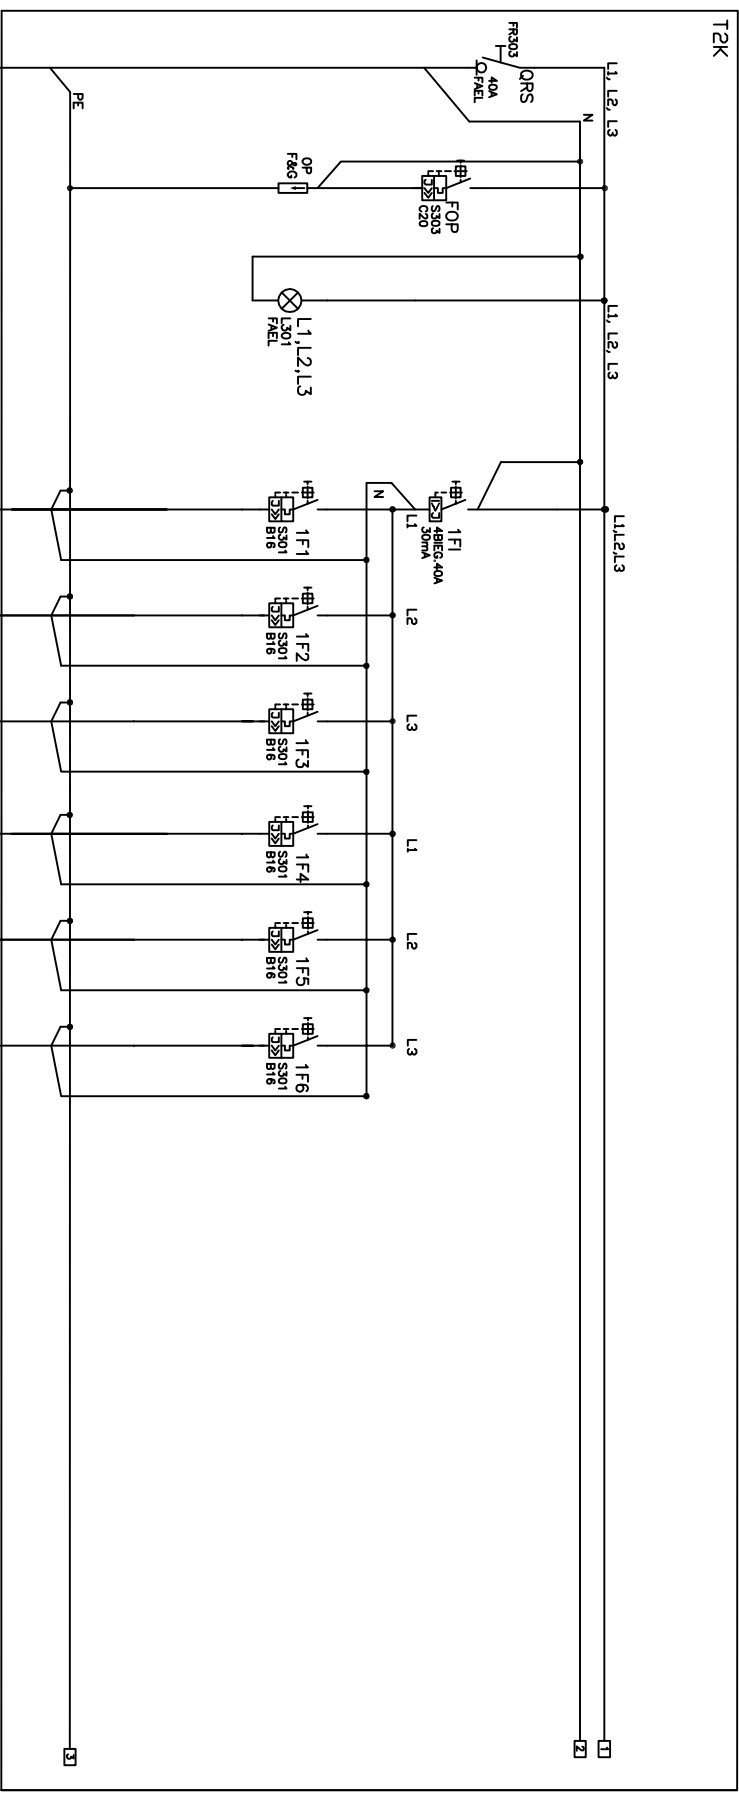 T2K
FR303
QRS
40A
FAEL
L1, L2, L3
N
PE
OP
F&G
FOP
S303
C20
L1, L2, L3
L1,L2,L3
L301
FAEL
L1,L2,L3
1FI
4BIEG.40A
30mA
N
L1
L2
L3
L1
L2
L3
1F1
S301
B16
1F2
S301
B16
1F3
S301
B16
1F4
S301
B16
1F5
S301
B16
1F6
S301
B16
1
2
3